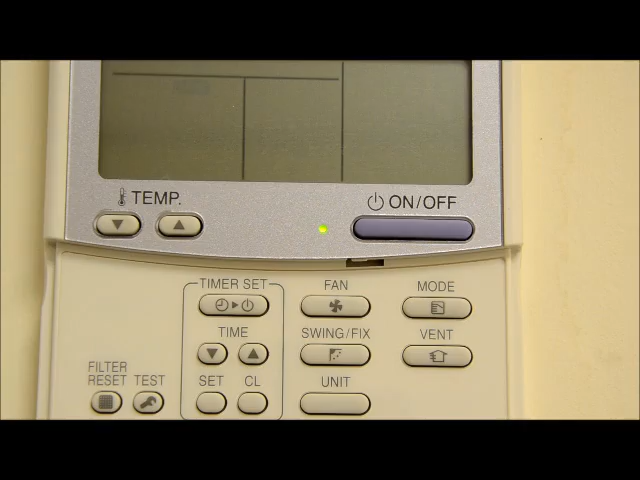 TEMP.
ON/OFF
TIMER SET
FAN
MODE
TIME
SWING/FIX
VENT
FILTER
RESET
TEST
SET
CL
UNIT